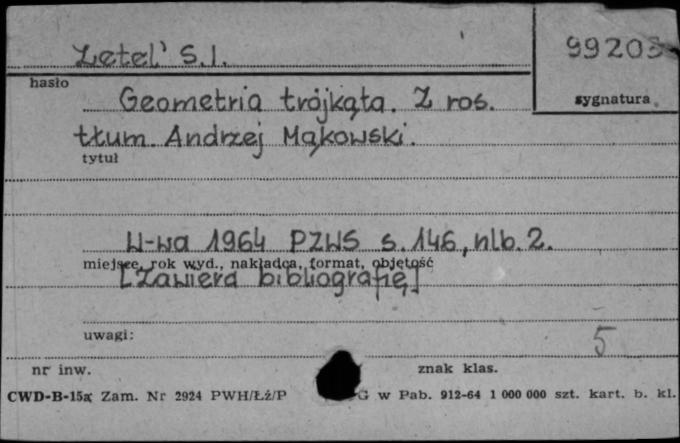 Zetel' S.I.
99203
hasło
sygnatura
Geometria trójkąta. Z ros.
tłum. Andrzej Mąkowski.
tytuł
W-wa 1964 PZWS s. 146, nlb. 2.
miejsce, rok wyd., nakładca, format, objętość
[Zawiera bibliografię]
uwagi:
5
nr inw.
znak klas.
CWD-B-15a Zam. Nr 2924 PWH/Łź/P G w Pab. 912-64 1 000 000 szt. kart. b. kl.